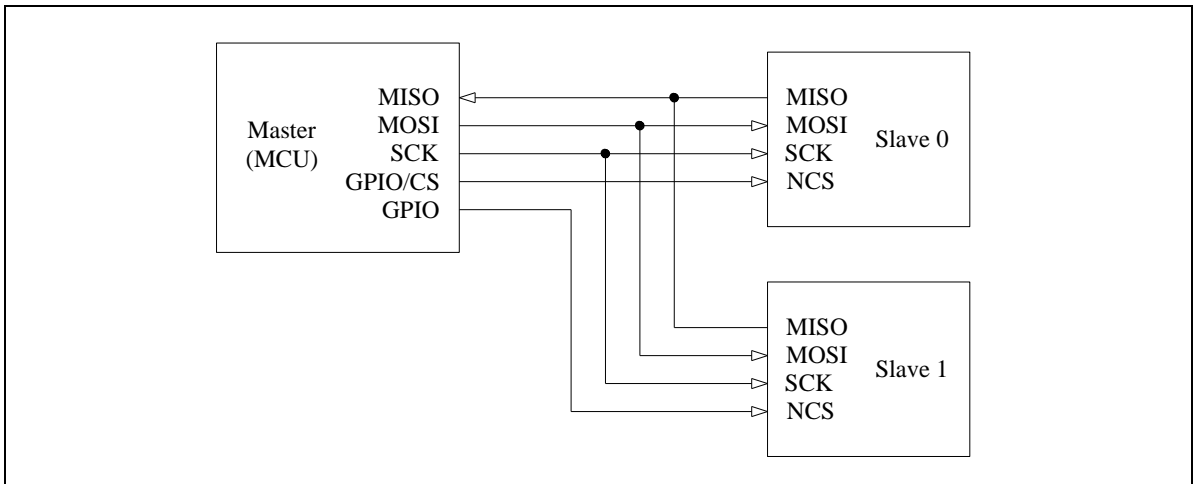 MISO
MOSI
SCK
GPIO/CS
GPIO
Master
(MCU)
MISO
MOSI
SCK
NCS
Slave 0
MISO
MOSI
SCK
NCS
Slave 1